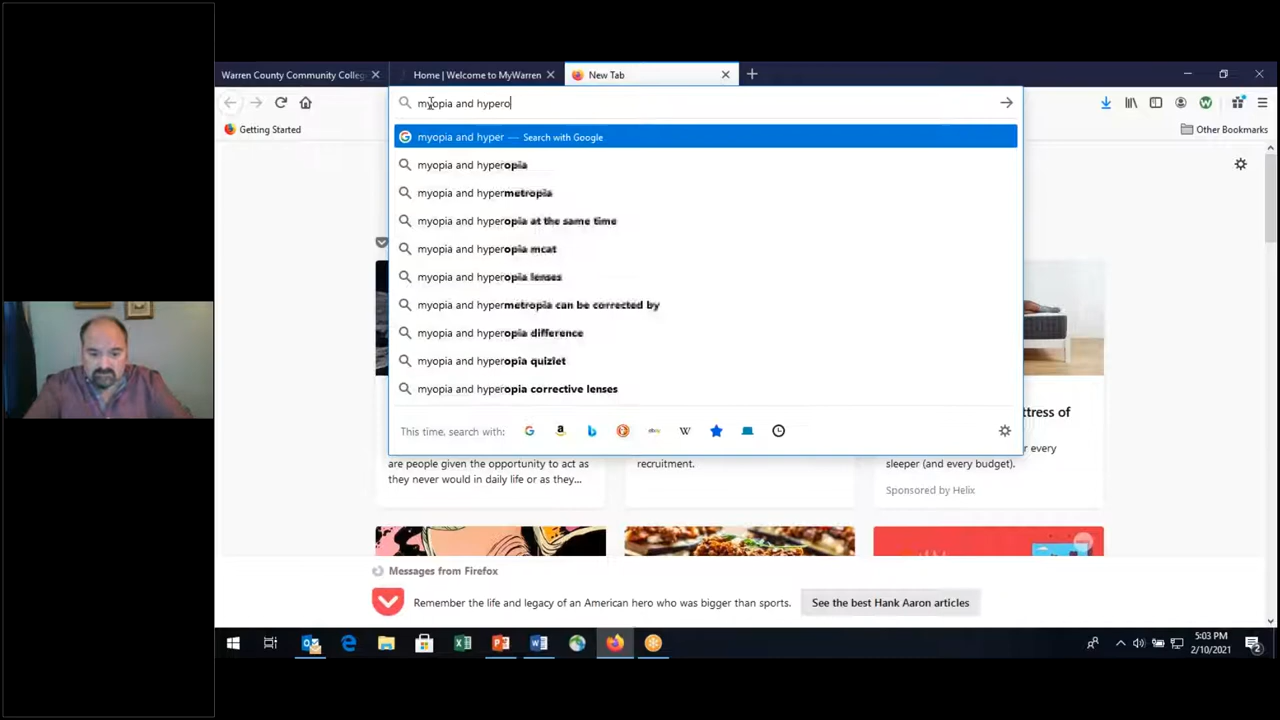 Warren County Community Colleg
Home | Welcome to MyWarren
New Tab
myopia and hypero
Getting Started
Other Bookmarks
myopia and hyper — Search with Google
myopia and hyperopia
myopia and hypermetropia
myopia and hyperopia at the same time
myopia and hyperopia mcat
myopia and hyperopia lenses
myopia and hypermetropia can be corrected by
myopia and hyperopia difference
myopia and hyperopia quizlet
myopia and hyperopia corrective lenses
This time, search with:
ttress of
r every
are people given the opportunity to act as
they never would in daily life or as they...
recruitment.
sleeper (and every budget).
Sponsored by Helix
Messages from Firefox
Remember the life and legacy of an American hero who was bigger than sports.
See the best Hank Aaron articles
5:03 PM
2/10/2021
2